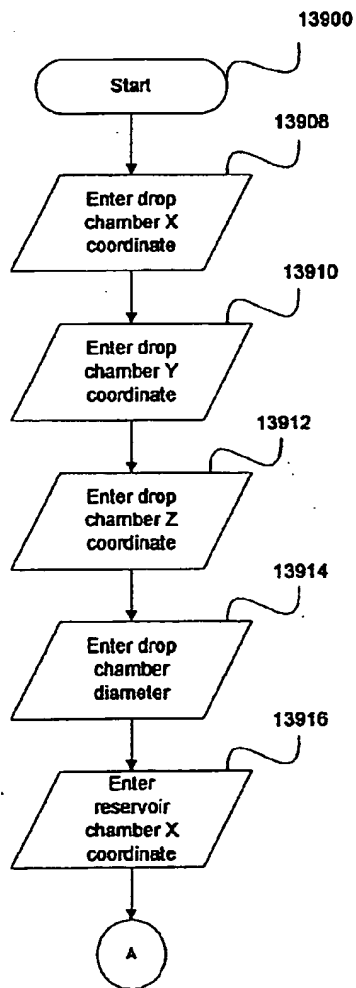 13900
Start
13908
Enter drop
chamber X
coordinate
13910
Enter drop
chamber Y
coordinate
13912
Enter drop
chamber Z
coordinate
13914
Enter drop
chamber
diameter
13916
Enter
reservoir
chamber X
coordinate
A